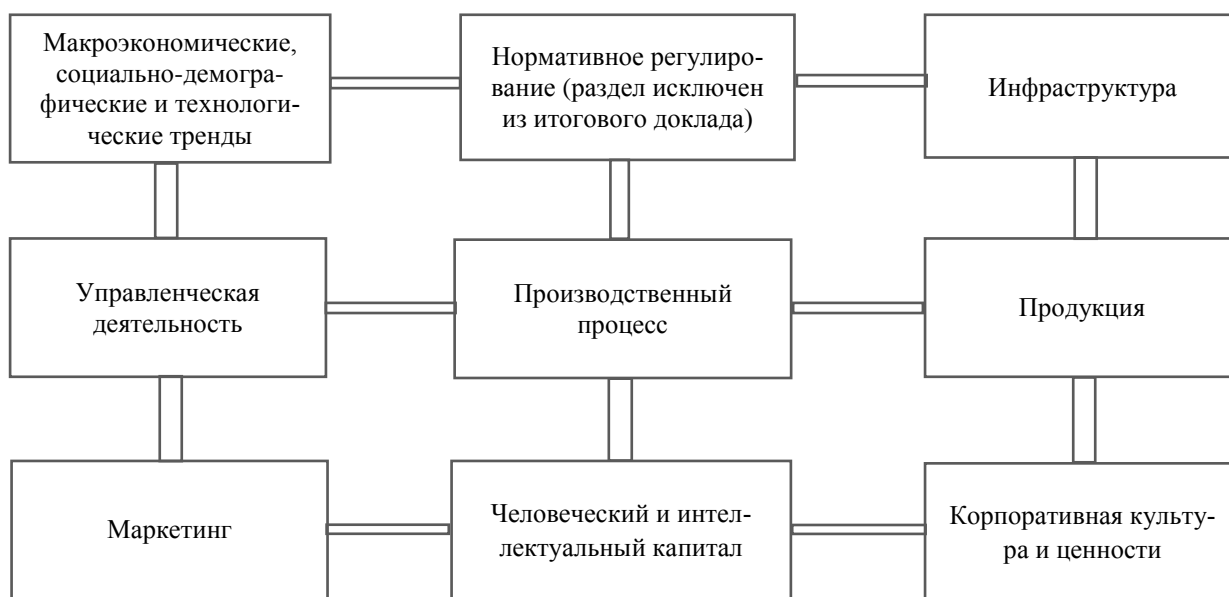 Макроэкономические,
социально-демогра-
фические и технологи-
ческие тренды
Нормативное регулиро-
вание (раздел исключен
из итогового доклада)
Инфраструктура
Управленческая
деятельность
Производственный
процесс
Продукция
Маркетинг
Человеческий и интел-
лектуальный капитал
Корпоративная культу-
ра и ценности